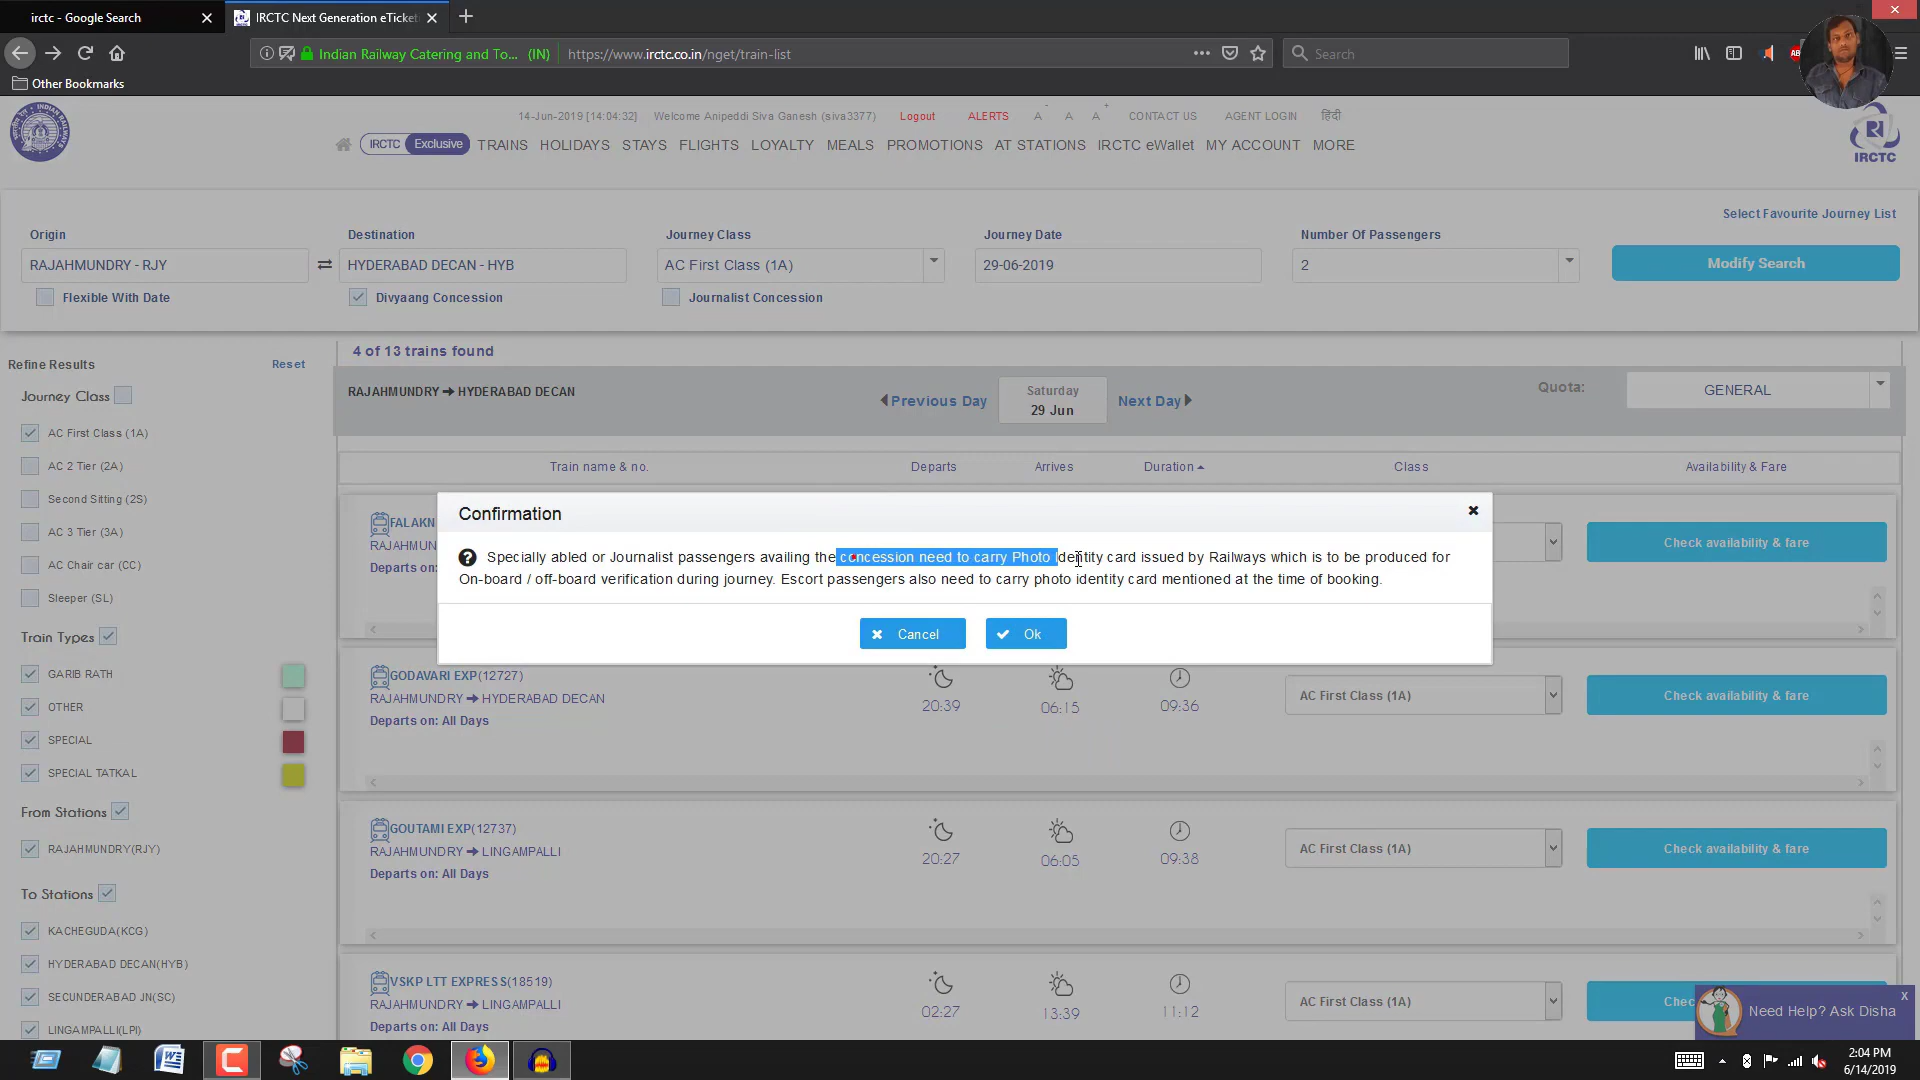 irctc - Google Search
IRCTC Next Generation eTicket
Indian Railway Catering and To... (IN)
https://www.irctc.co.in/nget/train-list
Search
Other Bookmarks
14-Jun-2019 [14:04:32] Welcome Anipeddi Siva Ganesh (siva3377) Logout ALERTS A- A A+ CONTACT US AGENT LOGIN हिंदी
IRCTC Exclusive TRAINS HOLIDAYS STAYS FLIGHTS LOYALTY MEALS PROMOTIONS AT STATIONS IRCTC eWallet MY ACCOUNT MORE
IRCTC
Select Favourite Journey List
Origin Destination Journey Class Journey Date Number Of Passengers
RAJAHMUNDRY - RJY HYDERABAD DECAN - HYB AC First Class (1A) 29-06-2019 2 Modify Search
Flexible With Date Divyaang Concession Journalist Concession
4 of 13 trains found
Refine Results Reset
Journey Class
AC First Class (1A)
AC 2 Tier (2A)
Second Sitting (2S)
AC 3 Tier (3A)
AC Chair car (CC)
Sleeper (SL)
Train Types
GARIB RATH
OTHER
SPECIAL
SPECIAL TATKAL
From Stations
RAJAHMUNDRY(RJY)
To Stations
KACHEGUDA(KCG)
HYDERABAD DECAN(HYB)
SECUNDERABAD JN(SC)
LINGAMPALLI(LPI)
RAJAHMUNDRY ➔ HYDERABAD DECAN Previous Day Saturday Next Day Quota: GENERAL
29 Jun
Train name & no. Departs Arrives Duration Class Availability & Fare
FALAKN
RAJAHMUN
Departs on:
Check availability & fare
Confirmation
Specially abled or Journalist passengers availing the concession need to carry Photo identity card issued by Railways which is to be produced for
On-board / off-board verification during journey. Escort passengers also need to carry photo identity card mentioned at the time of booking.
Cancel Ok
GODAVARI EXP(12727)
RAJAHMUNDRY ➔ HYDERABAD DECAN
Departs on: All Days
20:39 06:15 09:36 AC First Class (1A) Check availability & fare
GOUTAMI EXP(12737)
RAJAHMUNDRY ➔ LINGAMPALLI
Departs on: All Days
20:27 06:05 09:38 AC First Class (1A) Check availability & fare
VSKP LTT EXPRESS(18519)
RAJAHMUNDRY ➔ LINGAMPALLI
Departs on: All Days
02:27 13:39 11:12 AC First Class (1A) Chec
Need Help? Ask Disha X
2:04 PM
6/14/2019